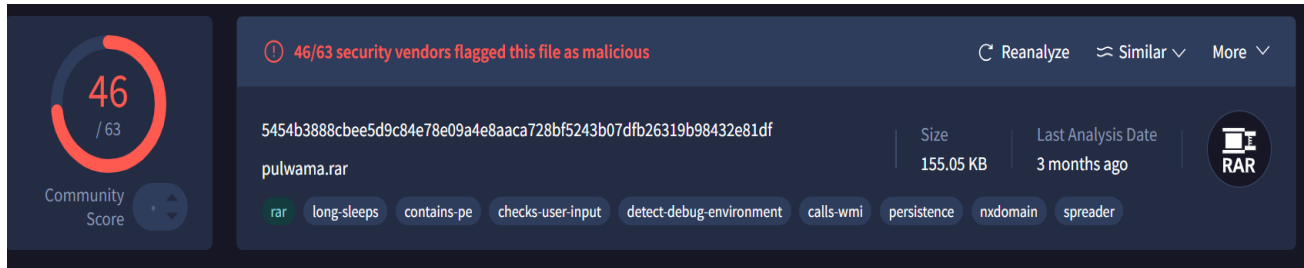 46
/ 63
Community
Score
46/63 security vendors flagged this file as malicious
Reanalyze
Similar
More
5454b3888cbee5d9c84e78e09a4e8aaca728bf5243b07dfb26319b98432e81df
pulwama.rar
Size
155.05 KB
Last Analysis Date
3 months ago
RAR
rar long-sleeps contains-pe checks-user-input detect-debug-environment calls-wmi persistence nxdomain spreader